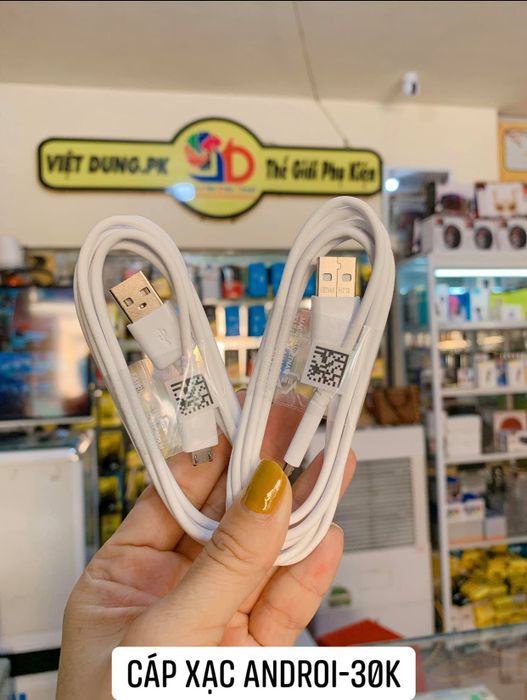 VIỆT DUNG.PK
Thế Giới Phụ Kiện
CÁP XẠC ANDROI-30K